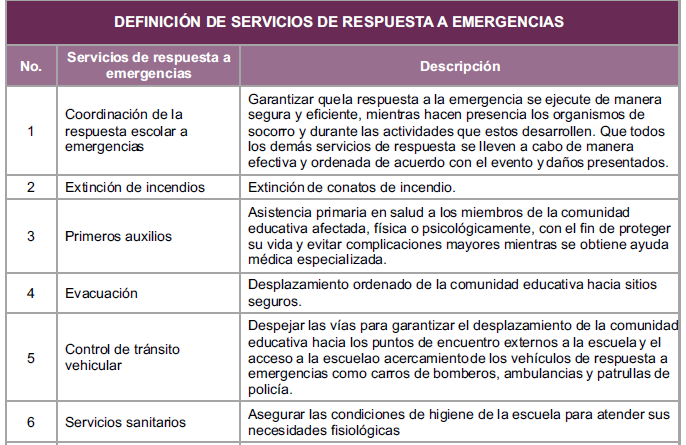 DEFINICIÓN DE SERVICIOS DE RESPUESTA A EMERGENCIAS
No.
Servicios de respuesta a
emergencias
Descripción
1
Coordinación de la
respuesta escolar a
emergencias
Garantizar quela respuesta a la emergencia se ejecute de manera
segura y eficiente, mientras hacen presencia los organismos de
socorro y durante las actividades que estos desarrollen. Que todos
los demás servicios de respuesta se lleven a cabo de manera
efectiva y ordenada de acuerdo con el evento y daños presentados.
2
Extinción de incendios
Extinción de conatos de incendio.
3
Primeros auxilios
Asistencia primaria en salud a los miembros de la comunidad
educativa afectada, física o psicológicamente, con el fin de proteger
su vida y evitar complicaciones mayores mientras se obtiene ayuda
médica especializada.
4
Evacuación
Desplazamiento ordenado de la comunidad educativa hacia sitios
seguros.
5
Control de tránsito
vehicular
Despejar las vías para garantizar el desplazamiento de la comunidad
educativa hacia los puntos de encuentro externos a la escuela y el
acceso a la escuelao acercamiento de los vehículos de respuesta a
emergencias como carros de bomberos, ambulancias y patrullas de
policía.
6
Servicios sanitarios
Asegurar las condiciones de higiene de la escuela para atender sus
necesidades fisiológicas